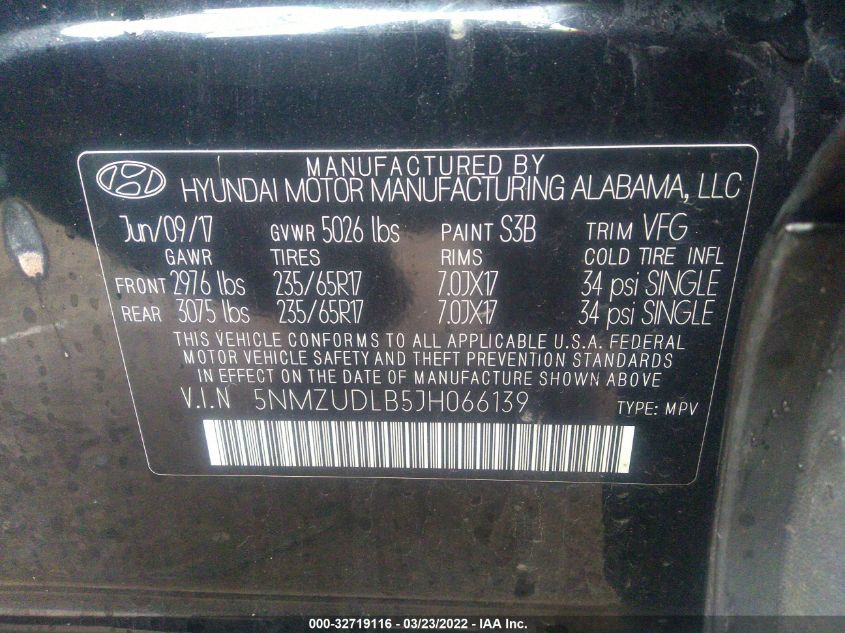 MANUFACTURED BY
HYUNDAI MOTOR MANUFACTURING ALABAMA, LLC
Jun/09/17 GVWR 5026 lbs PAINT S3B TRIM VFG
GAWR TIRES RIMS COLD TIRE INFL
FRONT 2976 lbs 235/65R17 7.0JX17 34 psi SINGLE
REAR 3075 lbs 235/65R17 7.0JX17 34 psi SINGLE
THIS VEHICLE CONFORMS TO ALL APPLICABLE U.S.A. FEDERAL
MOTOR VEHICLE SAFETY AND THEFT PREVENTION STANDARDS
IN EFFECT ON THE DATE OF MANUFACTURE SHOWN ABOVE
V.I.N 5NMZUDLB5JH066139 TYPE: MPV
000-32719116 - 03/23/2022 - IAA Inc.